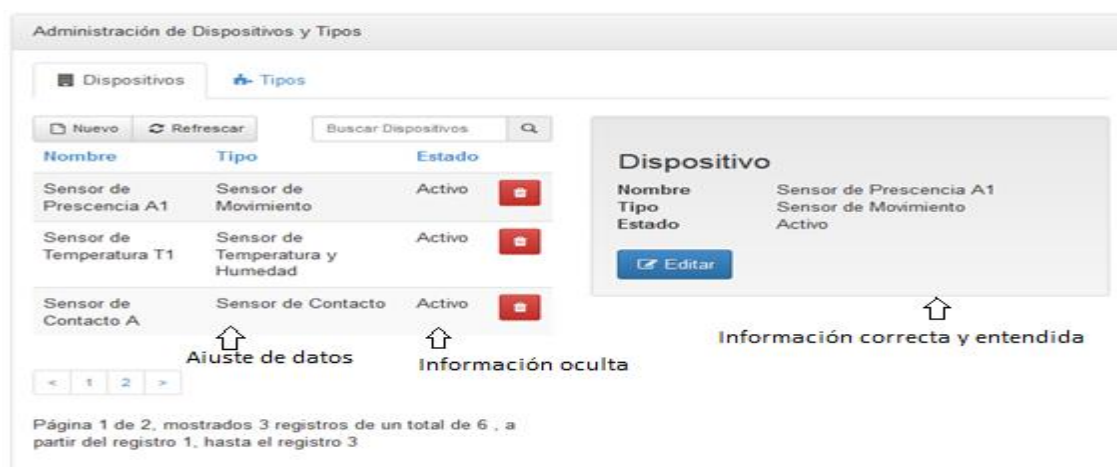 Administración de Dispositivos y Tipos
Dispositivos
Tipos
Nuevo
Refrescar
Buscar Dispositivos
Nombre Tipo Estado
Sensor de Sensor de Activo
Prescencia A1 Movimiento
Sensor de Sensor de Activo
Temperatura T1 Temperatura y
Humedad
Sensor de Sensor de Contacto Activo
Contacto A
Ajuste de datos
Información oculta
< 1 2 >
Página 1 de 2, mostrados 3 registros de un total de 6 , a
partir del registro 1, hasta el registro 3
Dispositivo
Nombre Sensor de Prescencia A1
Tipo Sensor de Movimiento
Estado Activo
Editar
Información correcta y entendida